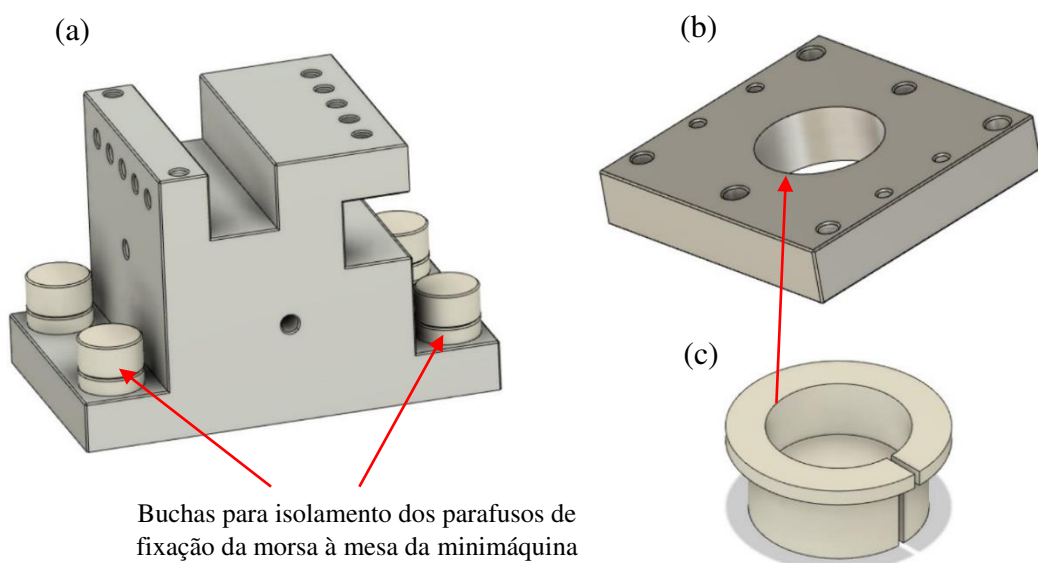 (a)
(b)
(c)
Buchas para isolamento dos parafusos de
fixação da morsa à mesa da minimáquina